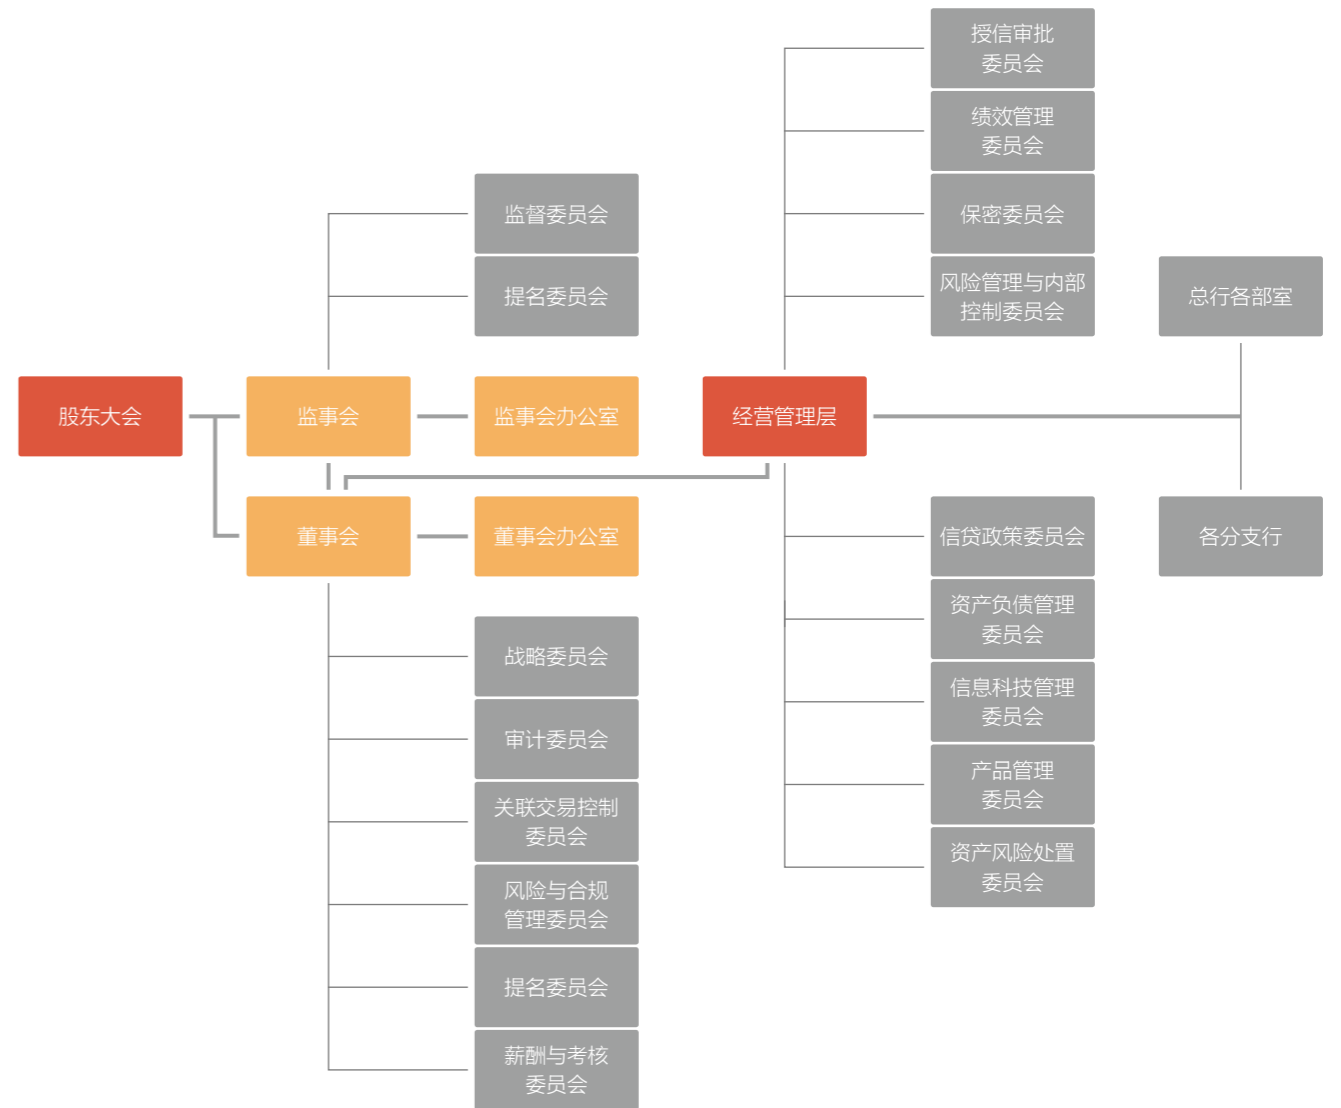 股东大会
监事会
监事会办公室
监督委员会
提名委员会
董事会
董事会办公室
战略委员会
审计委员会
关联交易控制
委员会
风险与合规
管理委员会
提名委员会
薪酬与考核
委员会
经营管理层
授信审批
委员会
绩效管理
委员会
保密委员会
风险管理与内部
控制委员会
信贷政策委员会
资产负债管理
委员会
信息科技管理
委员会
产品管理
委员会
资产风险处置
委员会
总行各部室
各分支行